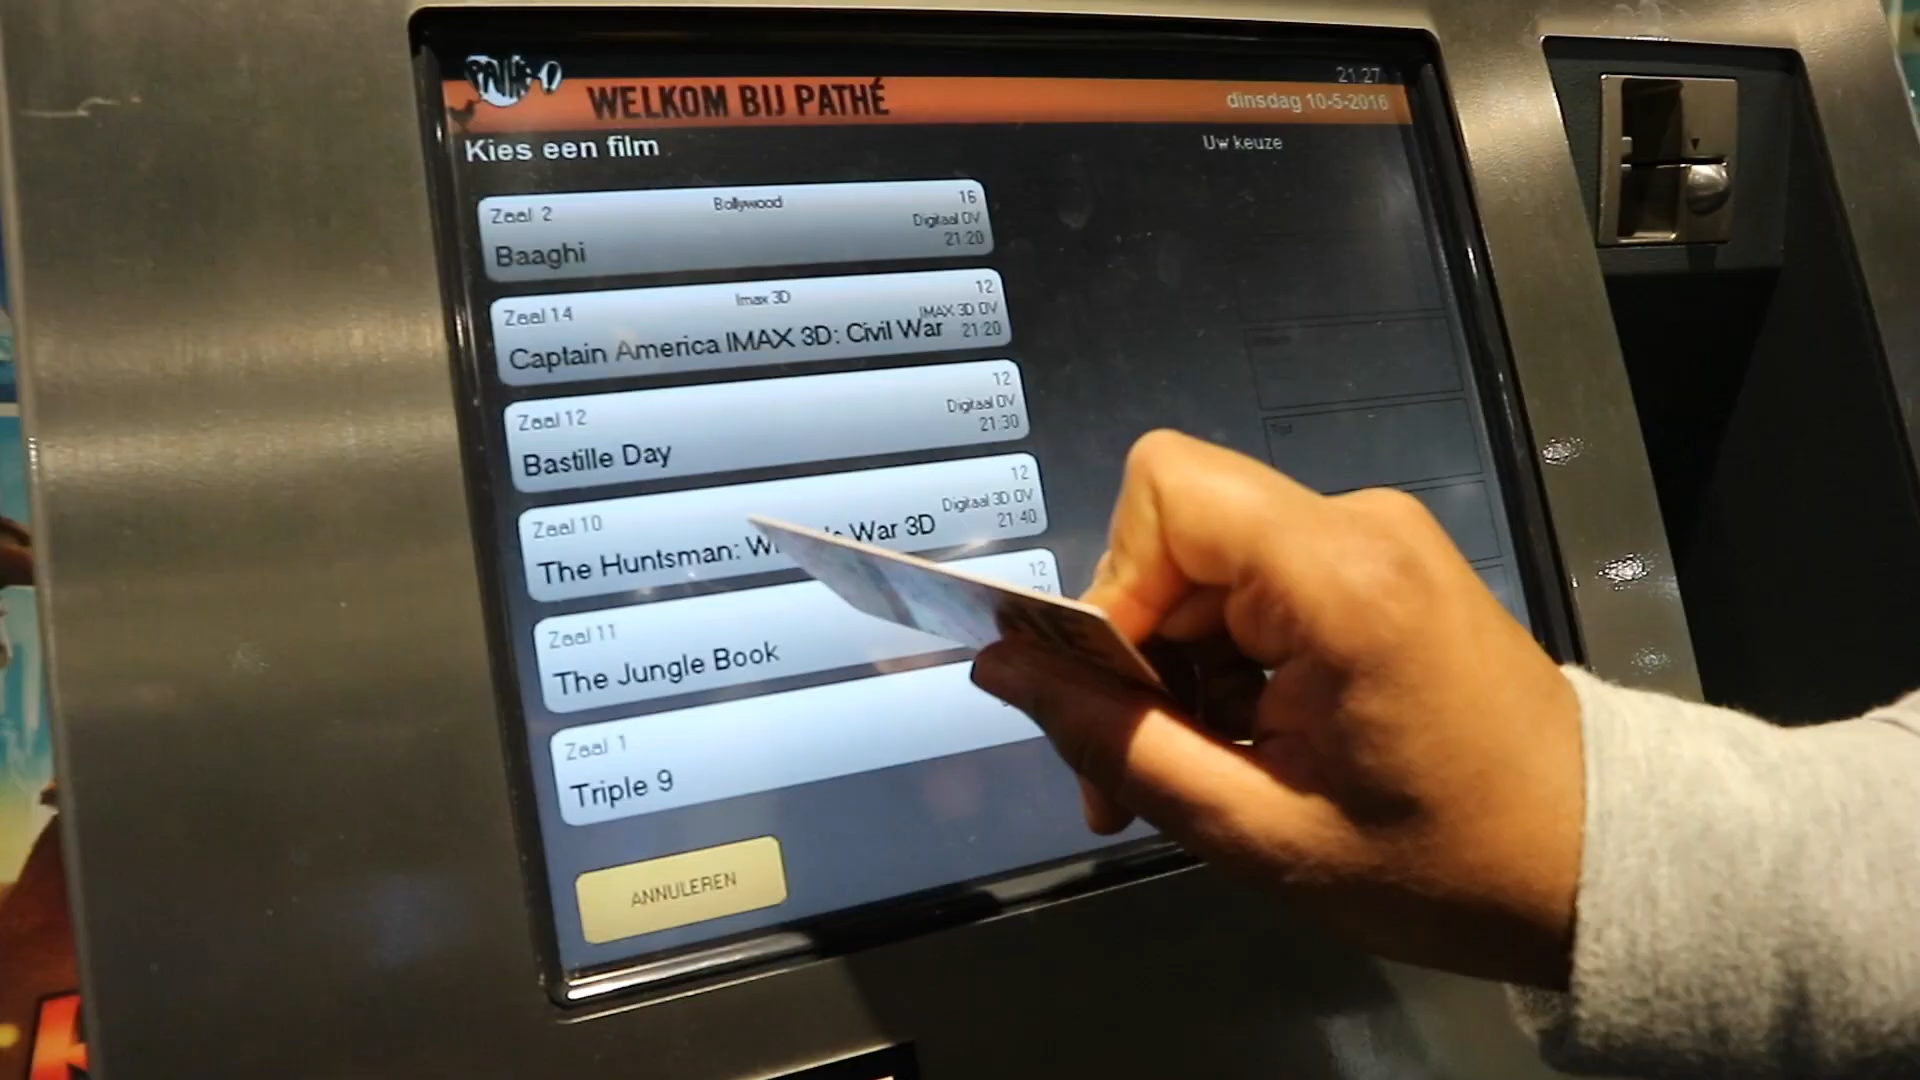 PATHÉ!
21:27
WELKOM BIJ PATHÉ
dinsdag 10-5-2016
Kies een film
Uw keuze
Zaal 2 Bollywood 16
Digitaal OV
Baaghi 21:20
Zaal 14 Imax 3D 12
IMAX 3D OV
Captain America IMAX 3D: Civil War 21:20
Zaal 12 12
Digitaal OV
Bastille Day 21:30
Zaal 10 12
Digitaal 3D OV
The Huntsman: War 3D 21:40
Zaal 11 12
OV
The Jungle Book
Zaal 1
Triple 9
ANNULEREN